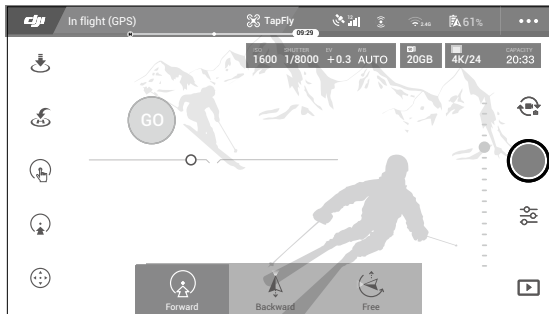 dji In flight (GPS) TapFly 2.4G 61%
09:29
ISO SHUTTER EV WB CAPACITY
1600 1/8000 +0.3 AUTO 20GB 4K/24 20:33
GO
Forward Backward Free